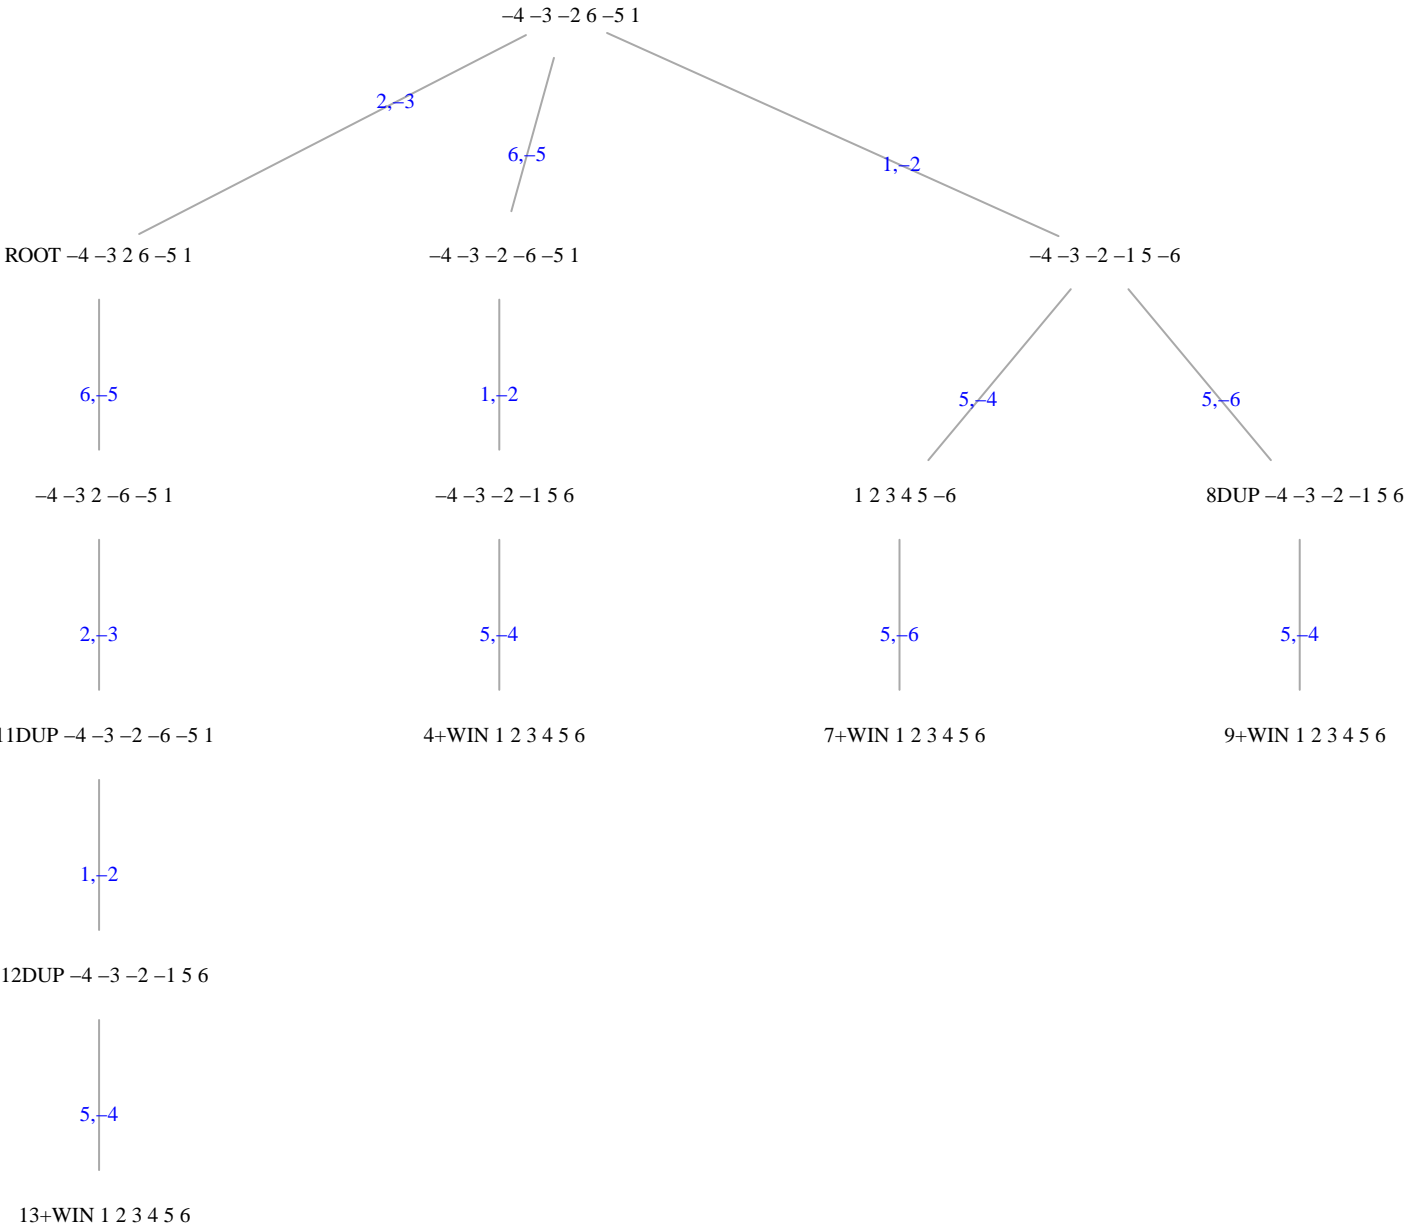 –4 –3 –2 6 –5 1
2,–3
6,–5
1,–2
ROOT –4 –3 2 6 –5 1
–4 –3 –2 –6 –5 1
–4 –3 –2 –1 5 –6
6,–5
1,–2
5,–4
5,–6
–4 –3 2 –6 –5 1
–4 –3 –2 –1 5 6
1 2 3 4 5 –6
8DUP –4 –3 –2 –1 5 6
2,–3
5,–4
5,–6
5,–4
11DUP –4 –3 –2 –6 –5 1
4+WIN 1 2 3 4 5 6
7+WIN 1 2 3 4 5 6
9+WIN 1 2 3 4 5 6
1,–2
12DUP –4 –3 –2 –1 5 6
5,–4
13+WIN 1 2 3 4 5 6